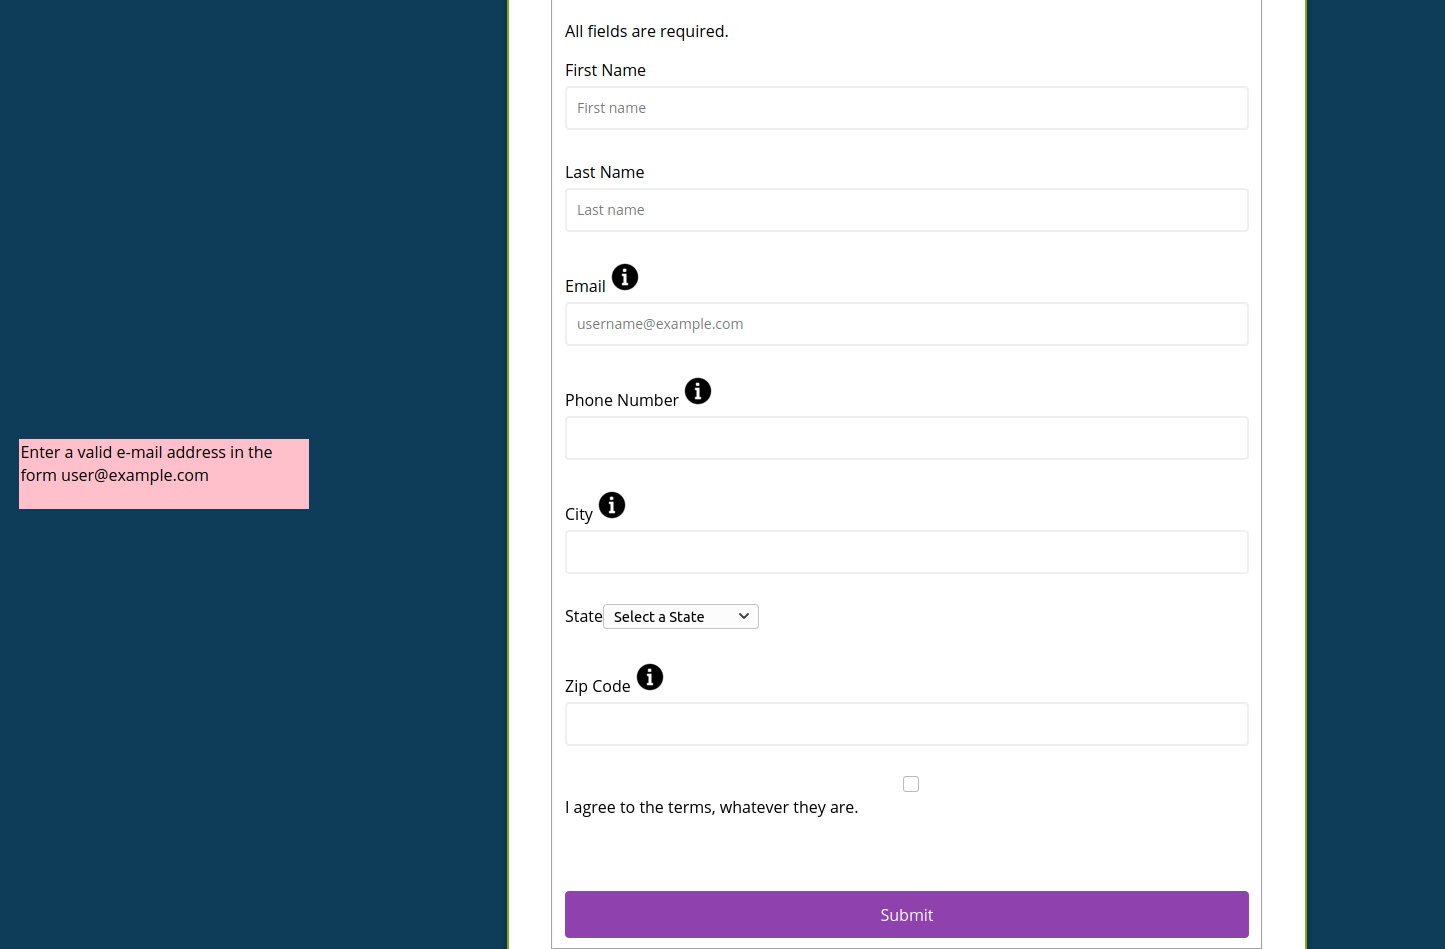 All fields are required.
First Name
First name
Last Name
Last name
Email
username@example.com
Phone Number
Enter a valid e-mail address in the
form user@example.com
City
State Select a State
Zip Code
I agree to the terms, whatever they are.
Submit